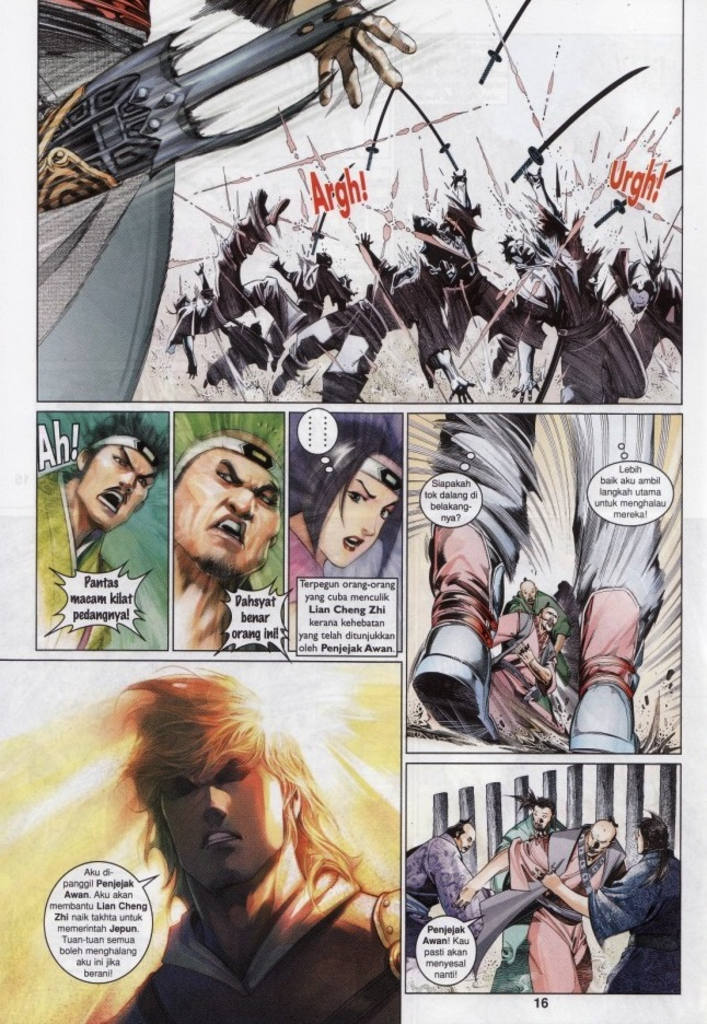 Argh!
Urgh!
Ah!
Pantas
macam kilat
pedangnya!
Dahsyat
benar
orang ini!
......
Terpegun orang-orang
yang cuba menculik
Lian Cheng Zhi
kerana kehebatan
yang telah ditunjukkan
oleh Penjejak Awan.
Siapakah
tok dalang di
belakang-
nya?
Lebih
baik aku ambil
langkah utama
untuk menghalau
mereka!
Aku di-
panggil Penjejak
Awan. Aku akan
membantu Lian Cheng
Zhi naik takhta untuk
memerintah Jepun.
Tuan-tuan semua
boleh menghalang
aku ini jika
berani!
Penjejak
Awan! Kau
pasti akan
menyesal
nanti!
16